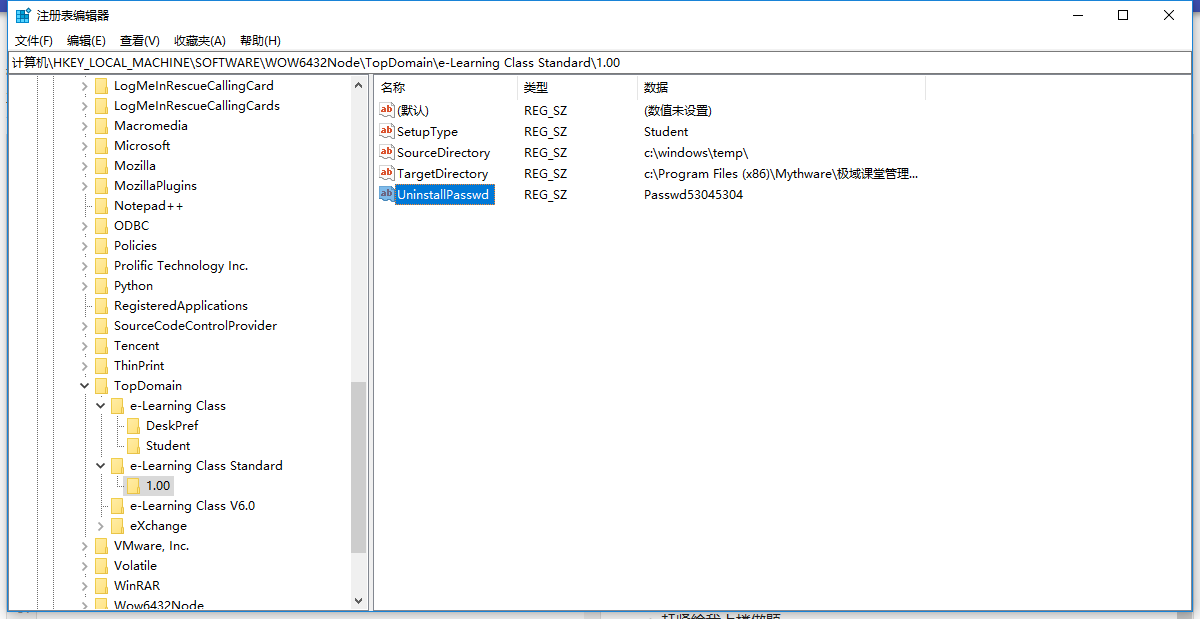 注册表编辑器
文件(F) 编辑(E) 查看(V) 收藏夹(A) 帮助(H)
计算机\HKEY_LOCAL_MACHINE\SOFTWARE\WOW6432Node\TopDomain\e-Learning Class Standard\1.00
LogMeInRescueCallingCard
LogMeInRescueCallingCards
Macromedia
Microsoft
Mozilla
MozillaPlugins
Notepad++
ODBC
Policies
Prolific Technology Inc.
Python
RegisteredApplications
SourceCodeControlProvider
Tencent
ThinPrint
TopDomain
e-Learning Class
DeskPref
Student
e-Learning Class Standard
1.00
e-Learning Class V6.0
eXchange
VMware, Inc.
Volatile
WinRAR
Wow6432Node
名称 类型 数据
(默认) REG_SZ (数值未设置)
SetupType REG_SZ Student
SourceDirectory REG_SZ c:\windows\temp\
TargetDirectory REG_SZ c:\Program Files (x86)\Mythware\极域课堂管理...
UninstallPasswd REG_SZ Passwd53045304